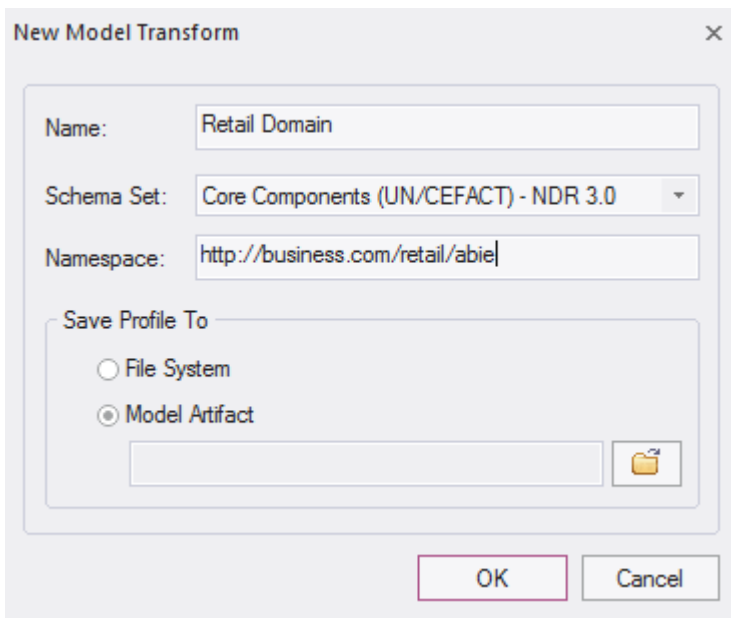 New Model Transform
Name: Retail Domain
Schema Set: Core Components (UN/CEFACT) - NDR 3.0
Namespace: http://business.com/retail/abie
Save Profile To
File System
Model Artifact
OK Cancel